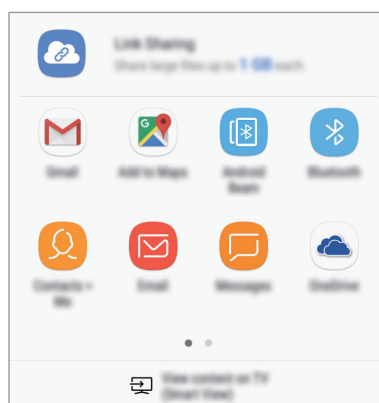 Link Sharing
Share large files up to 1 GB each.
Gmail
Add to Maps
Android
Beam
Bluetooth
Contacts >
Me
Email
Messages
OneDrive
View content on TV
(Smart View)